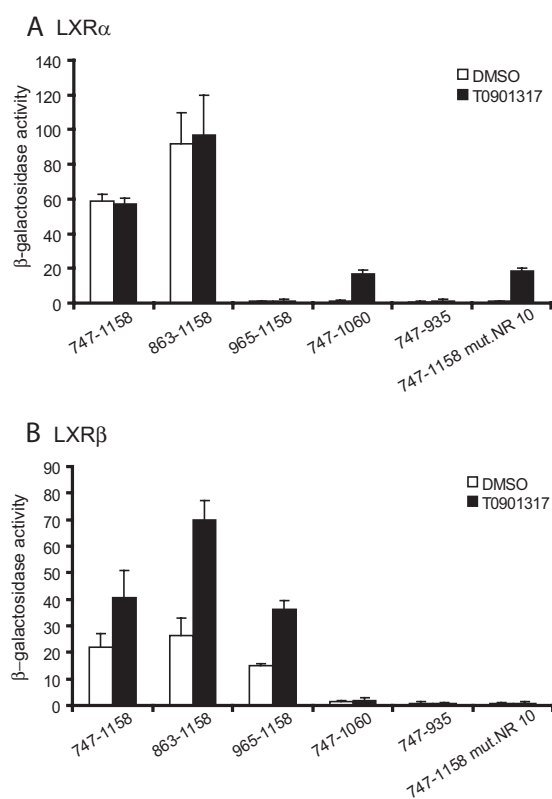 A LXRα
β-galactosidase activity
140
120
100
80
60
40
20
0
DMSO
T0901317
747-1158
863-1158
965-1158
747-1060
747-935
747-1158 mut.NR 10
B LXRβ
β–galactosidase activity
90
80
70
60
50
40
30
20
10
0
DMSO
T0901317
747-1158
863-1158
965-1158
747-1060
747-935
747-1158 mut.NR 10